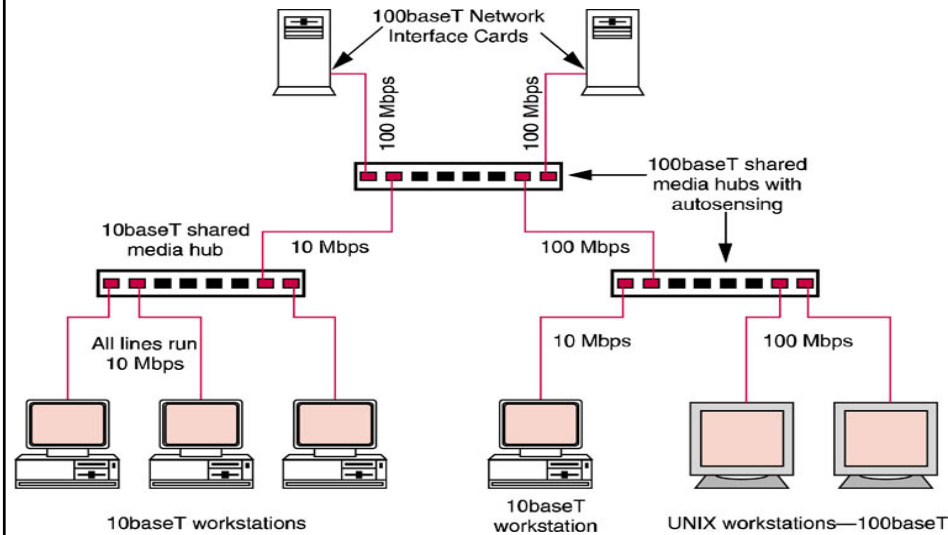 100baseT Network
Interface Cards
100 Mbps
100 Mbps
100baseT shared
media hubs with
autosensing
10baseT shared
media hub
10 Mbps
100 Mbps
All lines run
10 Mbps
10 Mbps
100 Mbps
10baseT workstations
10baseT
workstation
UNIX workstations—100baseT